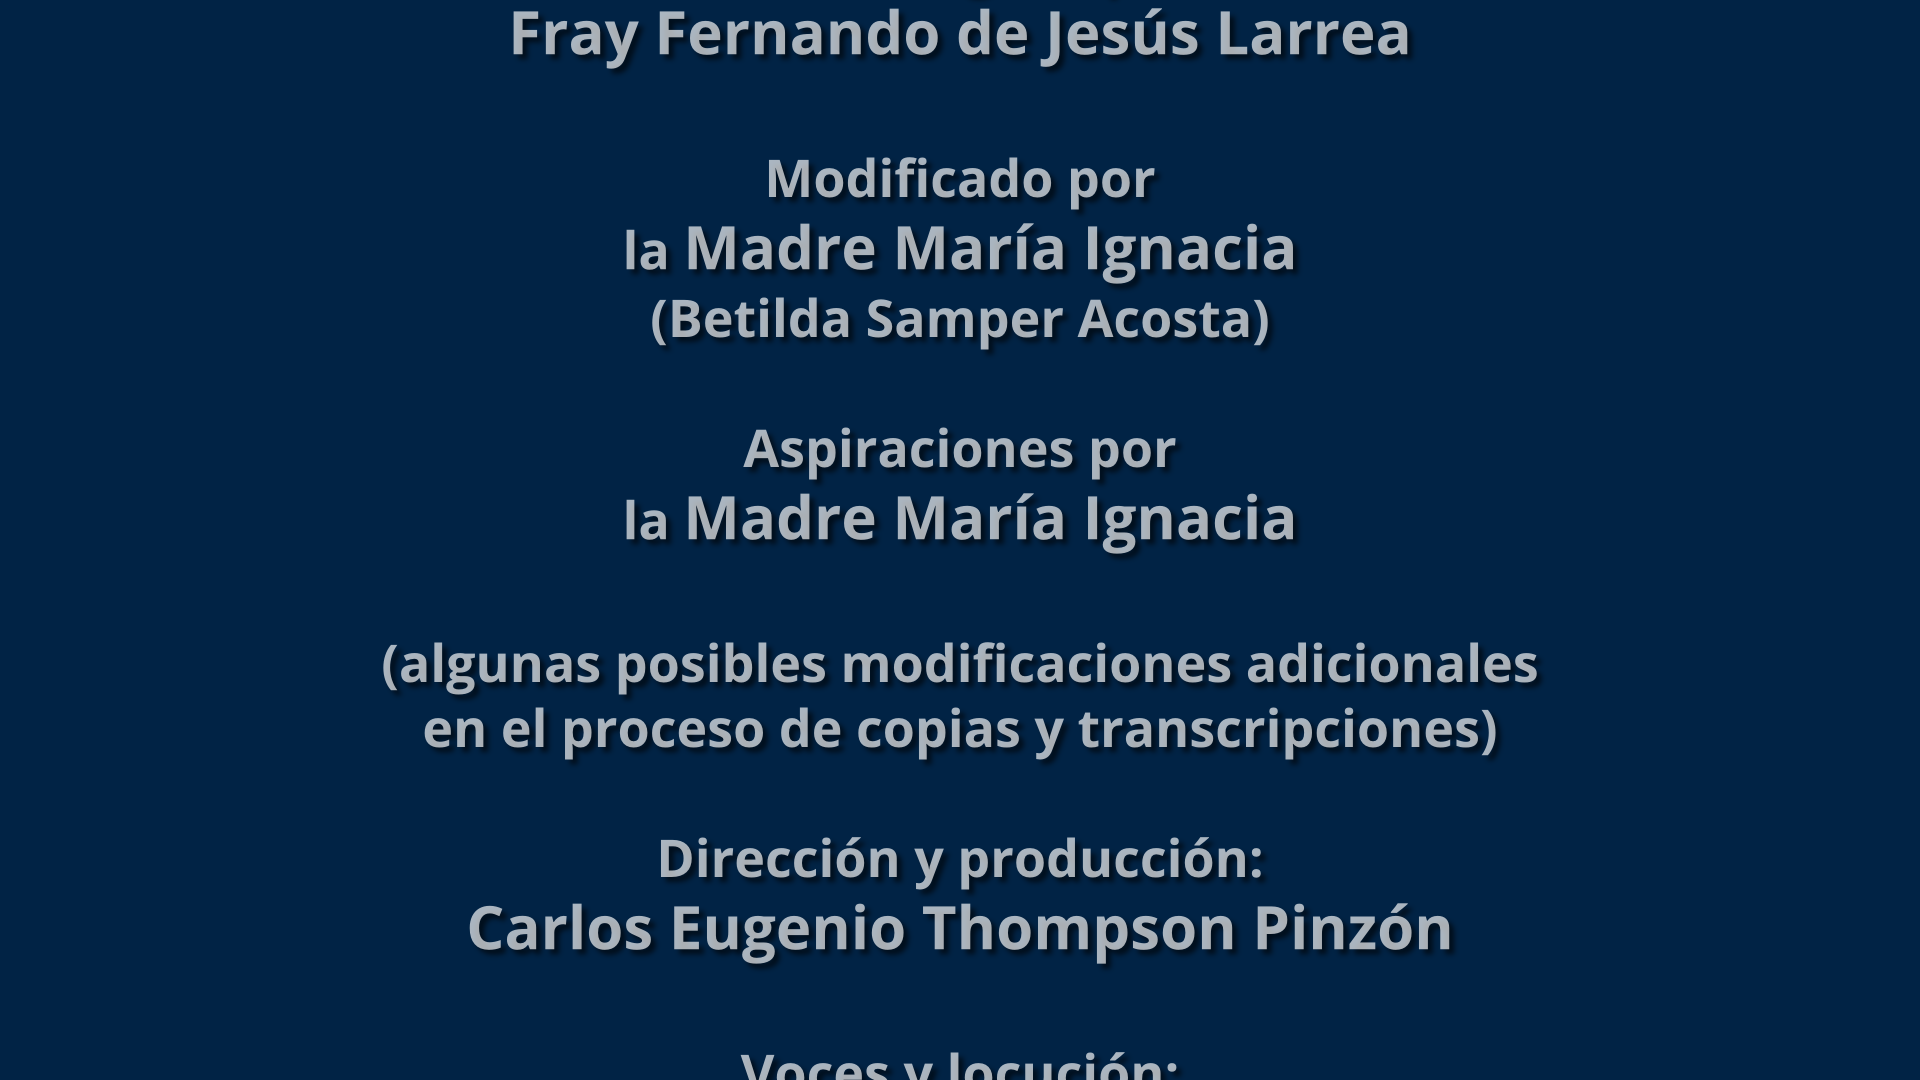 Fray Fernando de Jesús Larrea
Modificado por
la Madre María Ignacia
(Betilda Samper Acosta)
Aspiraciones por
la Madre María Ignacia
(algunas posibles modificaciones adicionales
en el proceso de copias y transcripciones)
Dirección y producción:
Carlos Eugenio Thompson Pinzón
Voces y locución: